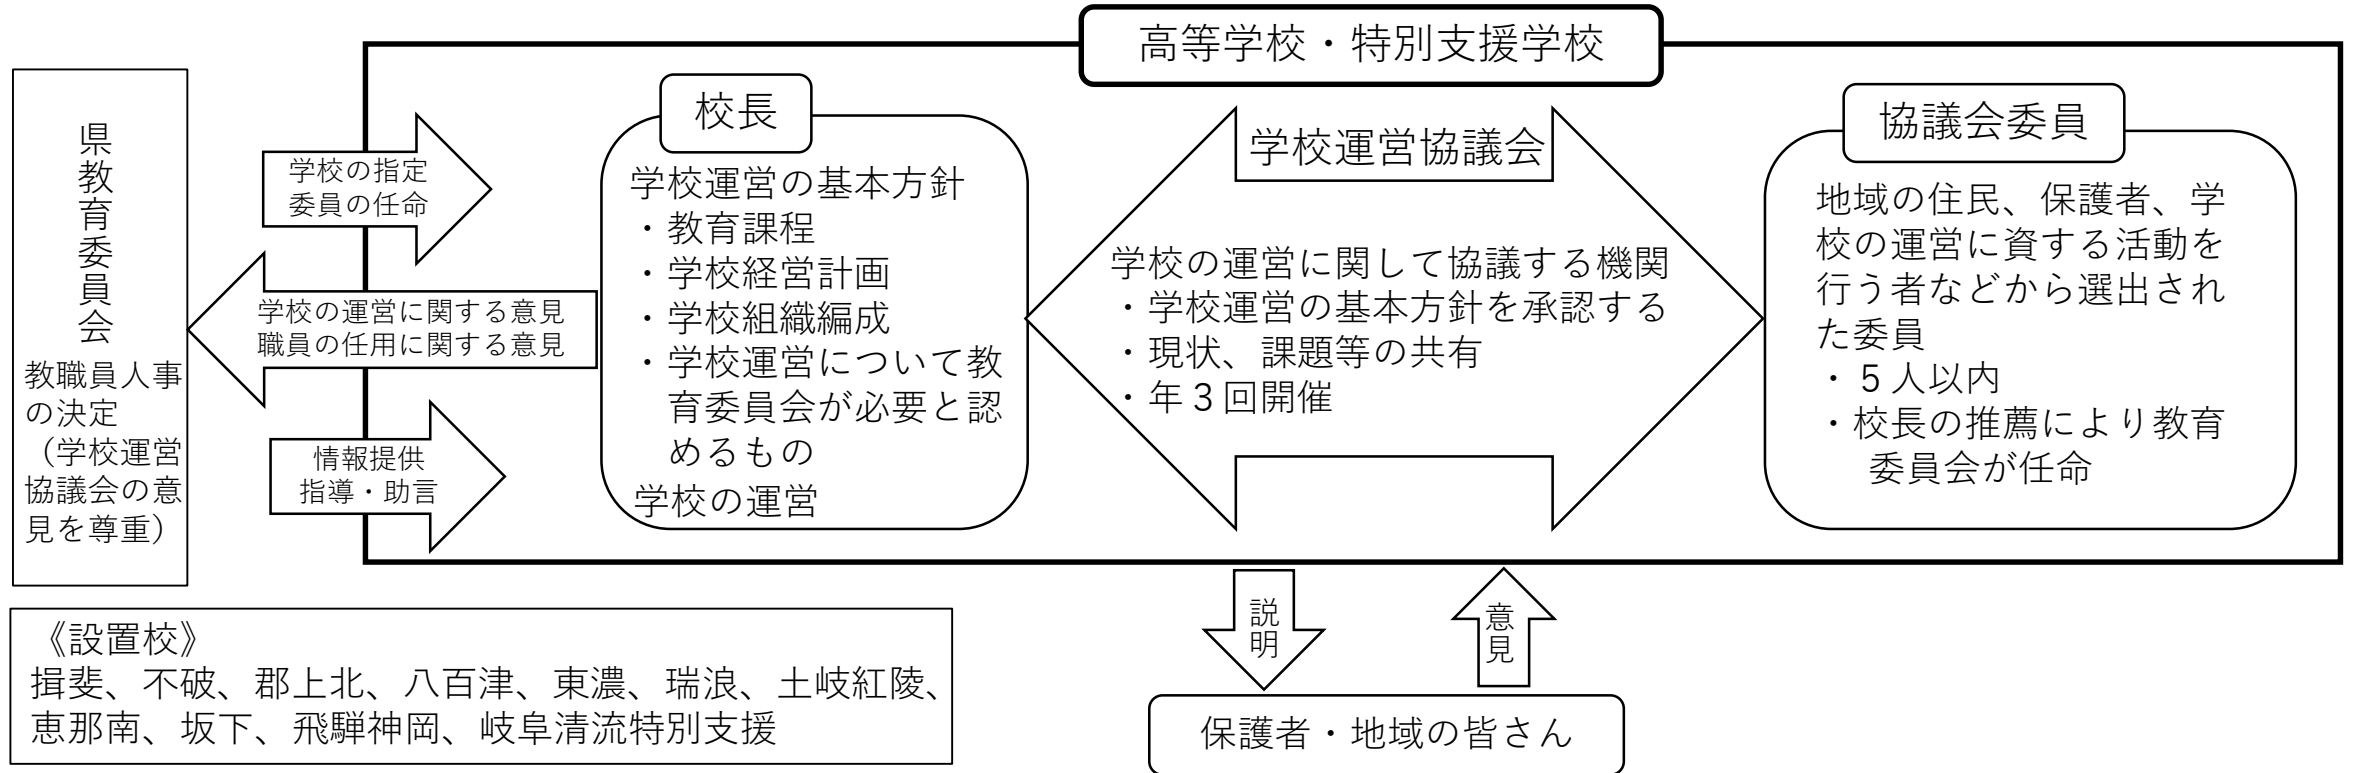 高等学校・特別支援学校
県教育委員会
教職員人事
の決定
（学校運営
協議会の意
見を尊重）
学校の指定
委員の任命
学校の運営に関する意見
職員の任用に関する意見
情報提供
指導・助言
校長
学校運営の基本方針
・教育課程
・学校経営計画
・学校組織編成
・学校運営について教
育委員会が必要と認
めるもの
学校の運営
学校運営協議会
学校の運営に関して協議する機関
・学校運営の基本方針を承認する
・現状、課題等の共有
・年３回開催
協議会委員
地域の住民、保護者、学
校の運営に資する活動を
行う者などから選出され
た委員
・５人以内
・校長の推薦により教育
委員会が任命
説明
意見
保護者・地域の皆さん
《設置校》
揖斐、不破、郡上北、八百津、東濃、瑞浪、土岐紅陵、
恵那南、坂下、飛騨神岡、岐阜清流特別支援